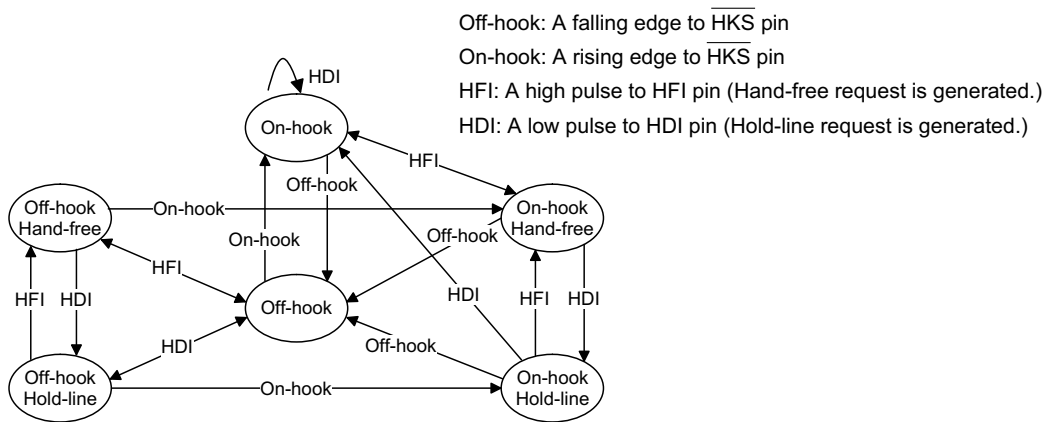 Off-hook: A falling edge to H̅K̅S̅ pin
On-hook: A rising edge to H̅K̅S̅ pin
HFI: A high pulse to HFI pin (Hand-free request is generated.)
HDI: A low pulse to HDI pin (Hold-line request is generated.)
HDI
On-hook
HFI
Off-hook
Off-hook
Hand-free
On-hook
On-hook
Hand-free
On-hook
Off-hook
HFI
HFI
HDI
Off-hook
HDI
HFI
HDI
HDI
Off-hook
Off-hook
Hold-line
On-hook
On-hook
Hold-line